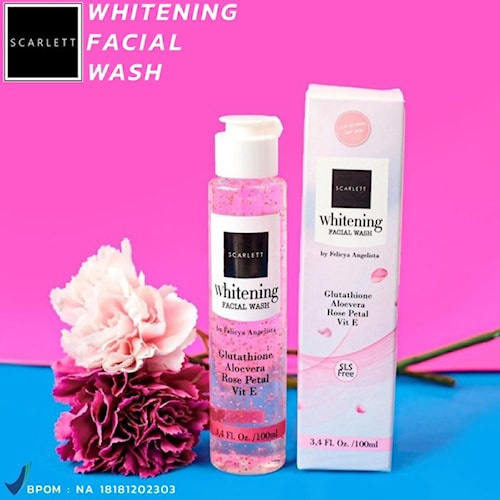 SCARLETT
WHITENING
FACIAL
WASH
SCARLETT
whitening
FACIAL WASH
by Felicya Angelista
Glutathione
Aloevera
Rose Petal
Vit E
3,4 Fl. Oz./100ml
SCARLETT
whitening
FACIAL WASH
by Felicya Angelista
Glutathione
Aloevera
Rose Petal
Vit E
SLS
Free
3,4 Fl. Oz./100ml
BPOM : NA 18181202303